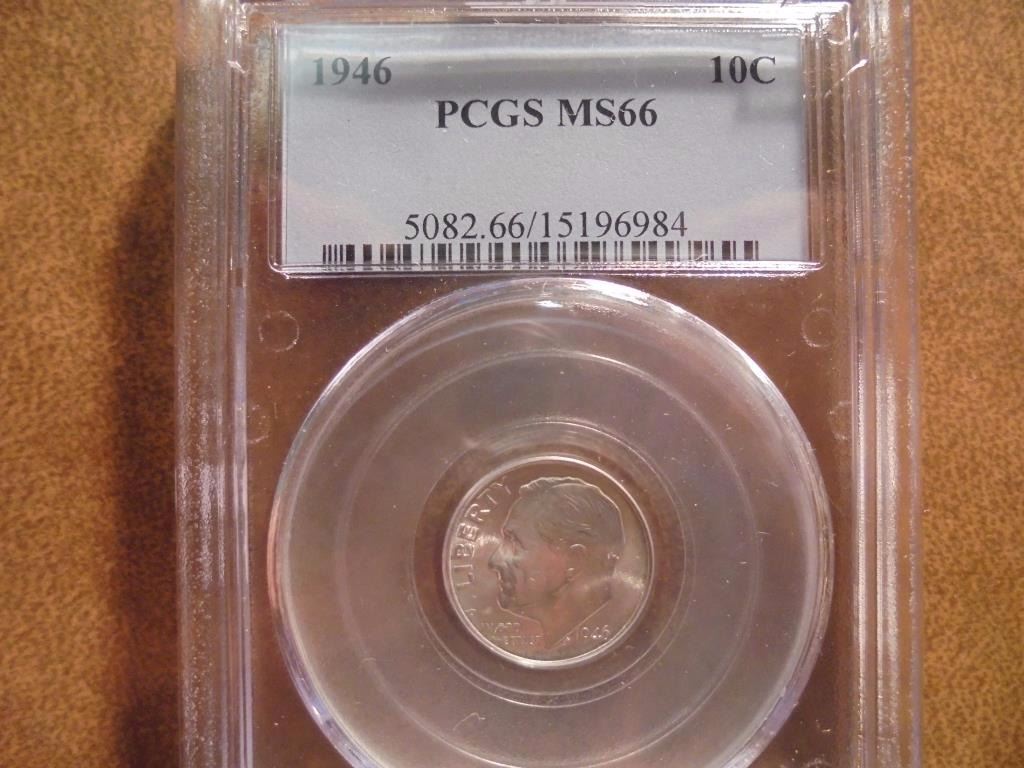 1946 10C
PCGS MS66
5082.66/15196984
LIBERTY
IN GOD
WE TRUST
1946